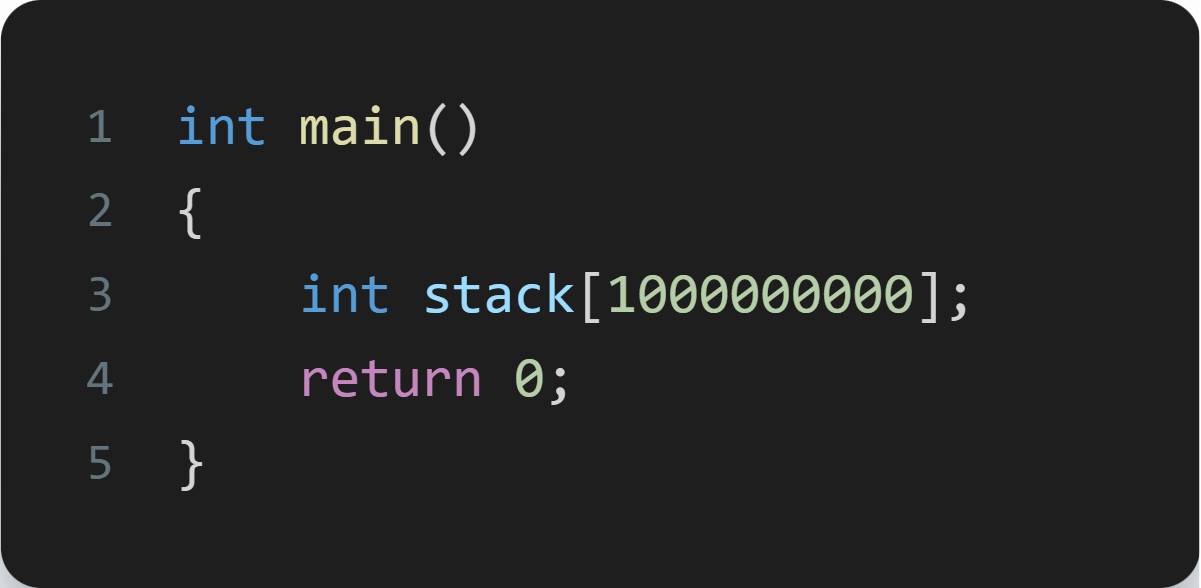 1 int main()
2 {
3 int stack[1000000000];
4 return 0;
5 }